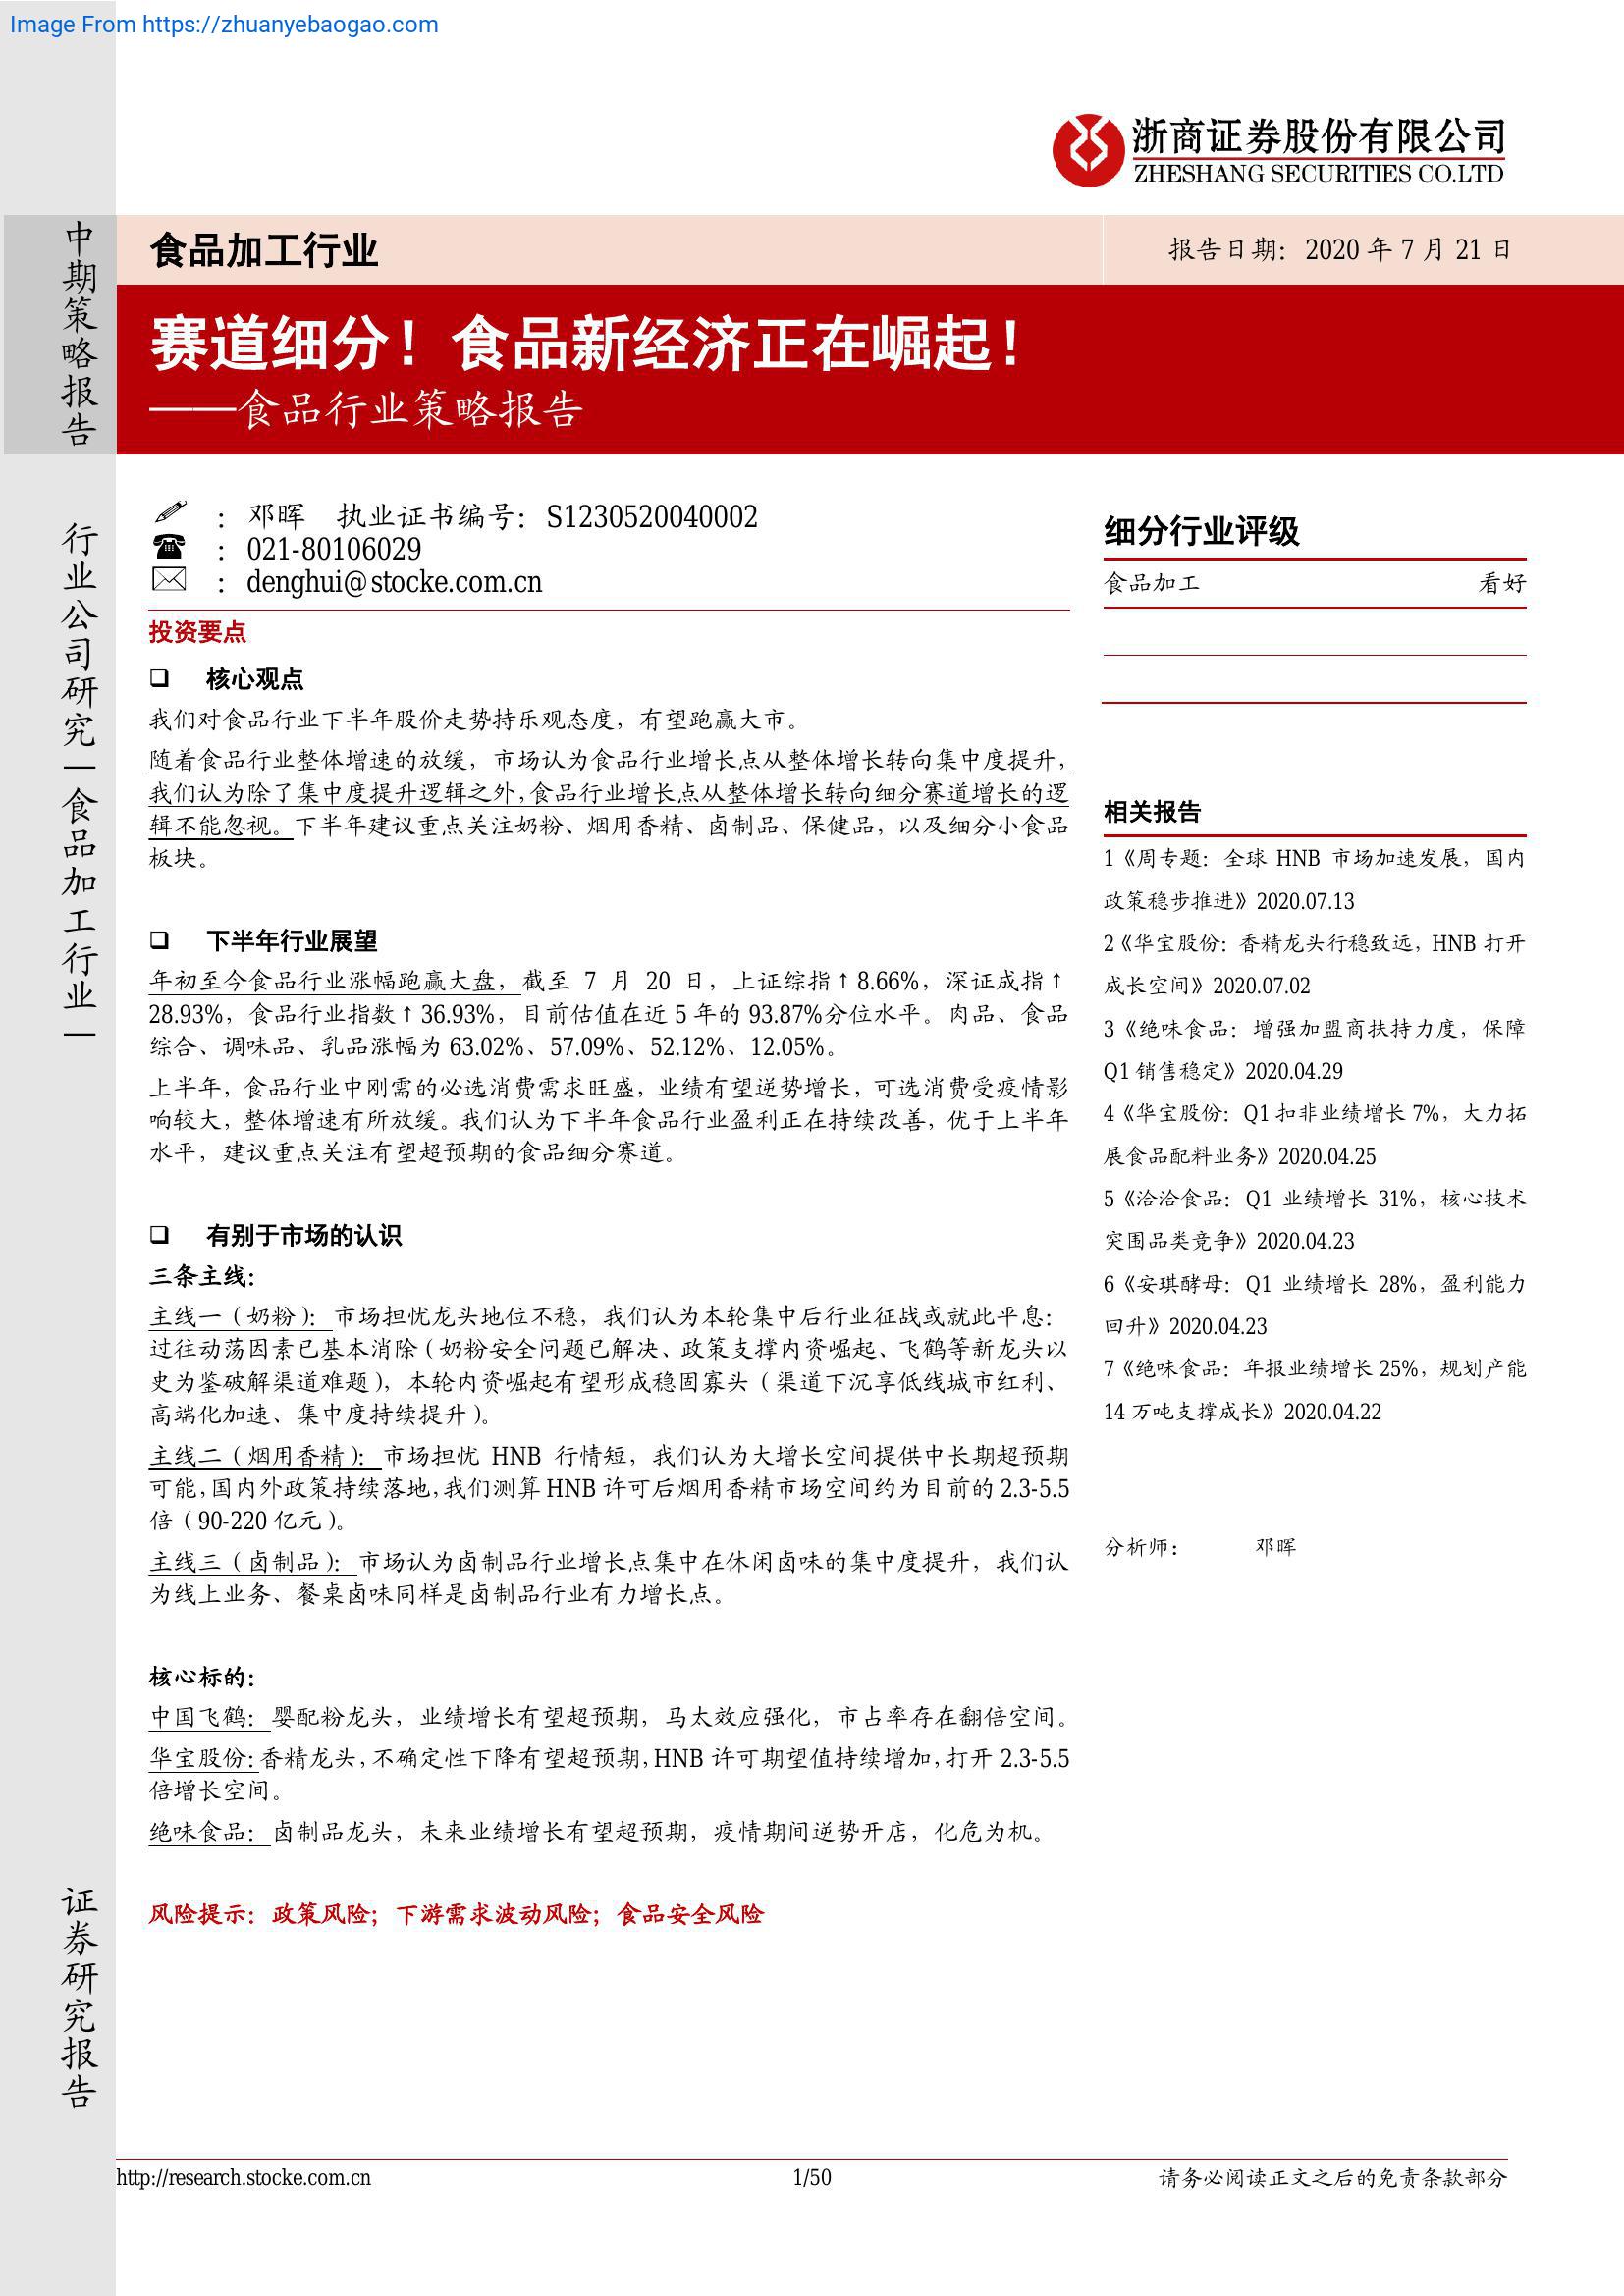 Image From https://zhuanyebaogao.com
浙商证券股份有限公司
ZHESHANG SECURITIES CO.LTD
中期策略报告
行业公司研究|食品加工行业|
证券研究报告
食品加工行业
报告日期：2020 年 7 月 21 日
赛道细分！食品新经济正在崛起！
——食品行业策略报告
：邓晖 执业证书编号：S1230520040002
：021-80106029
：denghui@stocke.com.cn
投资要点
❑ 核心观点
我们对食品行业下半年股价走势持乐观态度，有望跑赢大市。
随着食品行业整体增速的放缓，市场认为食品行业增长点从整体增长转向集中度提升，
我们认为除了集中度提升逻辑之外，食品行业增长点从整体增长转向细分赛道增长的逻
辑不能忽视。下半年建议重点关注奶粉、烟用香精、卤制品、保健品，以及细分小食品
板块。
❑ 下半年行业展望
年初至今食品行业涨幅跑赢大盘，截至 7 月 20 日，上证综指↑8.66%，深证成指↑
28.93%，食品行业指数↑36.93%，目前估值在近 5 年的 93.87%分位水平。肉品、食品
综合、调味品、乳品涨幅为 63.02%、57.09%、52.12%、12.05%。
上半年，食品行业中刚需的必选消费需求旺盛，业绩有望逆势增长，可选消费受疫情影
响较大，整体增速有所放缓。我们认为下半年食品行业盈利正在持续改善，优于上半年
水平，建议重点关注有望超预期的食品细分赛道。
❑ 有别于市场的认识
三条主线：
主线一（奶粉）：市场担忧龙头地位不稳，我们认为本轮集中后行业征战或就此平息：
过往动荡因素已基本消除（奶粉安全问题已解决、政策支撑内资崛起、飞鹤等新龙头以
史为鉴破解渠道难题），本轮内资崛起有望形成稳固寡头（渠道下沉享低线城市红利、
高端化加速、集中度持续提升）。
主线二（烟用香精）：市场担忧 HNB 行情短，我们认为大增长空间提供中长期超预期
可能，国内外政策持续落地，我们测算 HNB 许可后烟用香精市场空间约为目前的 2.3-5.5
倍（90-220 亿元）。
主线三（卤制品）：市场认为卤制品行业增长点集中在休闲卤味的集中度提升，我们认
为线上业务、餐桌卤味同样是卤制品行业有力增长点。
核心标的：
中国飞鹤：婴配粉龙头，业绩增长有望超预期，马太效应强化，市占率存在翻倍空间。
华宝股份：香精龙头，不确定性下降有望超预期，HNB 许可期望值持续增加，打开 2.3-5.5
倍增长空间。
绝味食品：卤制品龙头，未来业绩增长有望超预期，疫情期间逆势开店，化危为机。
风险提示：政策风险；下游需求波动风险；食品安全风险
细分行业评级
食品加工 看好
相关报告
1《周专题：全球 HNB 市场加速发展，国内
政策稳步推进》2020.07.13
2《华宝股份：香精龙头行稳致远，HNB 打开
成长空间》2020.07.02
3《绝味食品：增强加盟商扶持力度，保障
Q1 销售稳定》2020.04.29
4《华宝股份：Q1 扣非业绩增长 7%，大力拓
展食品配料业务》2020.04.25
5《洽洽食品：Q1 业绩增长 31%，核心技术
突围品类竞争》2020.04.23
6《安琪酵母：Q1 业绩增长 28%，盈利能力
回升》2020.04.23
7《绝味食品：年报业绩增长 25%，规划产能
14 万吨支撑成长》2020.04.22
分析师： 邓晖
http://research.stocke.com.cn
1/50
请务必阅读正文之后的免责条款部分